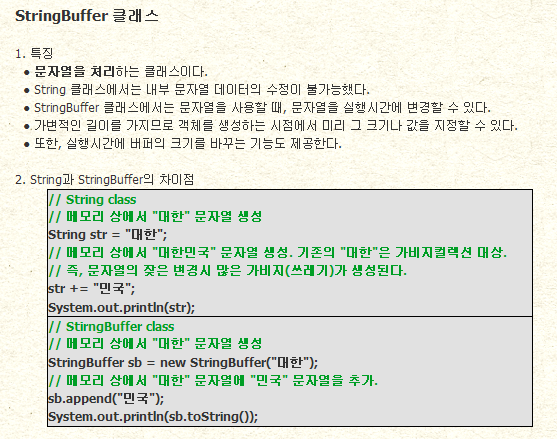 StringBuffer 클래스
1. 특징
● 문자열을 처리하는 클래스이다.
● String 클래스에서는 내부 문자열 데이터의 수정이 불가능했다.
● StringBuffer 클래스에서는 문자열을 사용할 때, 문자열을 실행시간에 변경할 수 있다.
● 가변적인 길이를 가지므로 객체를 생성하는 시점에서 미리 그 크기나 값을 지정할 수 있다.
● 또한, 실행시간에 버퍼의 크기를 바꾸는 기능도 제공한다.
2. String과 StringBuffer의 차이점
// String class
// 메모리 상에서 "대한" 문자열 생성
String str = "대한";
// 메모리 상에서 "대한민국" 문자열 생성. 기존의 "대한"은 가비지컬렉션 대상.
// 즉, 문자열의 잦은 변경시 많은 가비지(쓰레기)가 생성된다.
str += "민국";
System.out.println(str);
// StirngBuffer class
// 메모리 상에서 "대한" 문자열 생성
StringBuffer sb = new StringBuffer("대한");
// 메모리 상에서 "대한" 문자열에 "민국" 문자열을 추가.
sb.append("민국");
System.out.println(sb.toString());